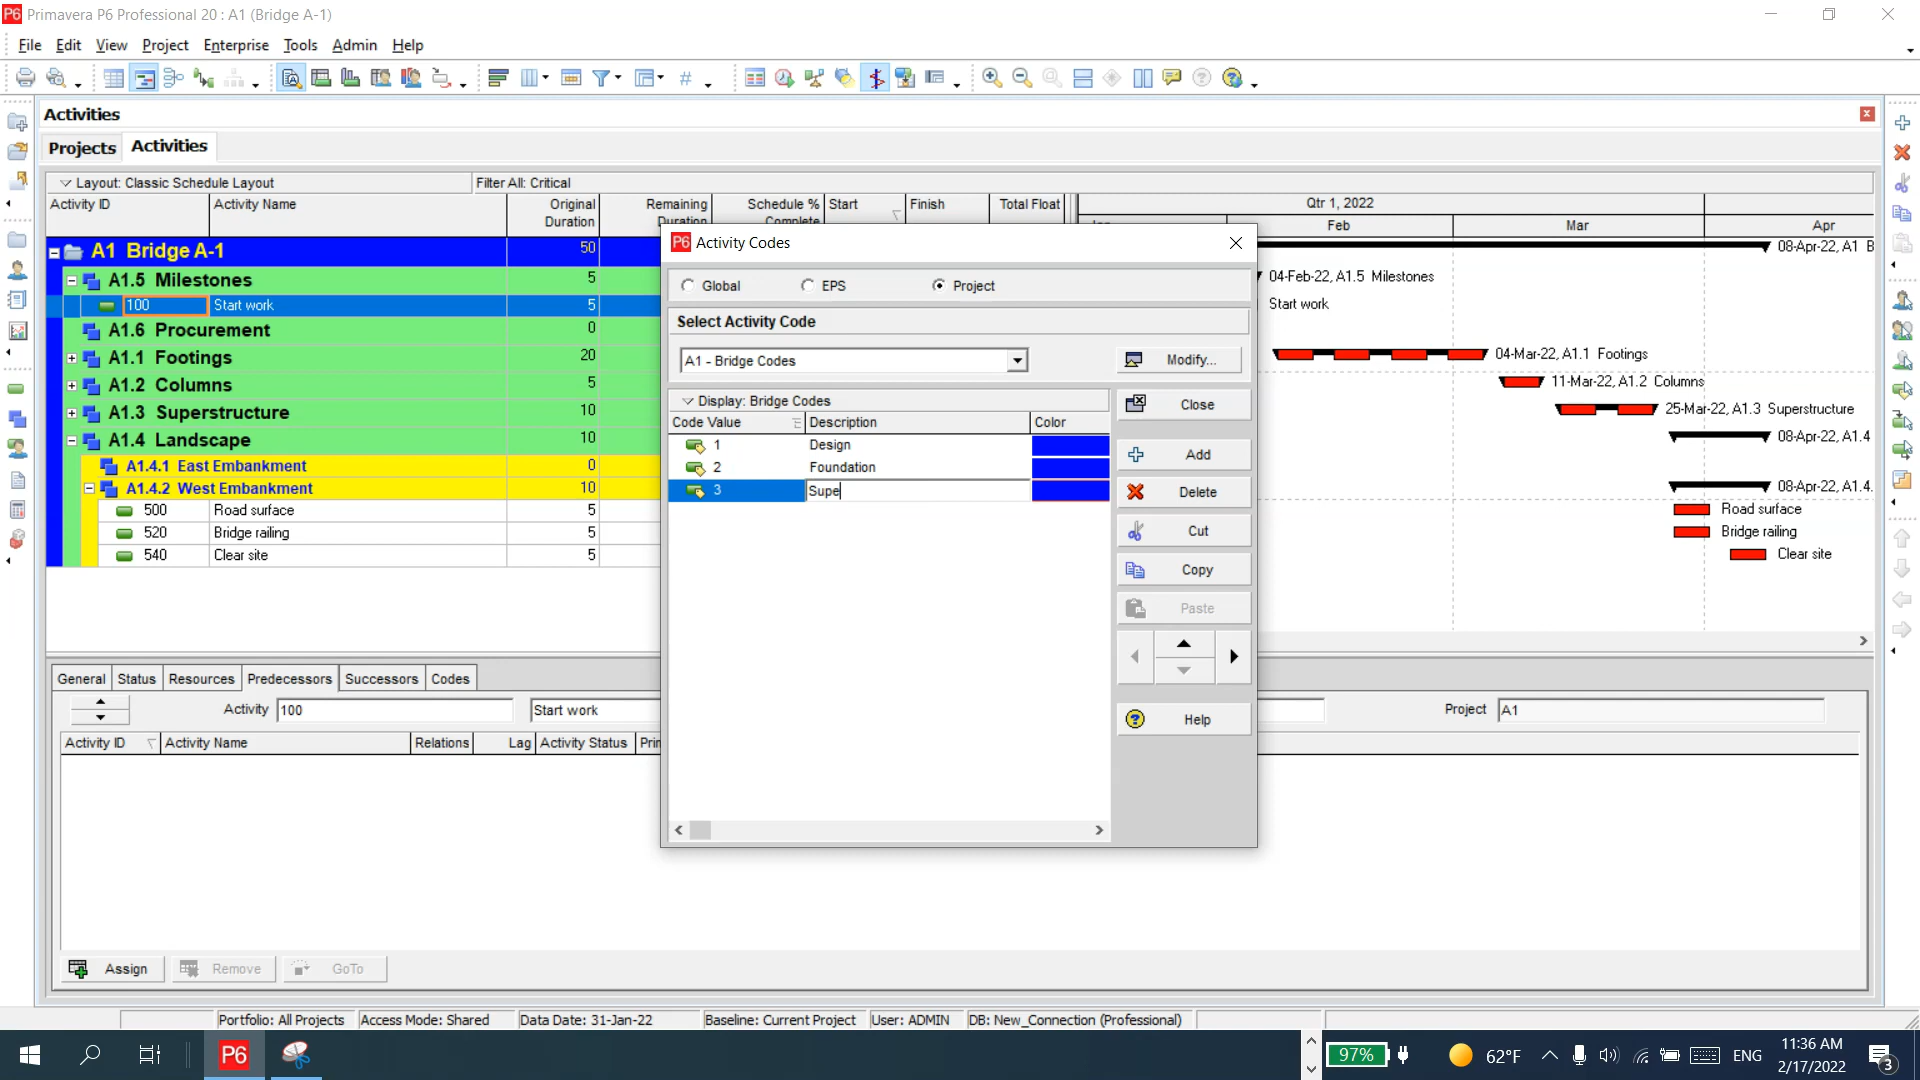 Primavera P6 Professional 20 : A1 (Bridge A-1)
File Edit View Project Enterprise Tools Admin Help
Activities
Projects Activities
Layout: Classic Schedule Layout Filter All: Critical
Activity ID Activity Name Original Duration Remaining Duration Schedule % Complete Start Finish Total Float
Qtr 1, 2022
Feb Mar Apr
A1 Bridge A-1 50
08-Apr-22, A1 B
A1.5 Milestones 5
04-Feb-22, A1.5 Milestones
100 Start work 5
Start work
A1.6 Procurement 0
A1.1 Footings 20
04-Mar-22, A1.1 Footings
A1.2 Columns 5
11-Mar-22, A1.2 Columns
A1.3 Superstructure 10
25-Mar-22, A1.3 Superstructure
A1.4 Landscape 10
08-Apr-22, A1.4
A1.4.1 East Embankment 0
A1.4.2 West Embankment 10
08-Apr-22, A1.4.
500 Road surface 5
Road surface
520 Bridge railing 5
Bridge railing
540 Clear site 5
Clear site
P6 Activity Codes
Global EPS Project
Select Activity Code
A1 - Bridge Codes
Modify...
Display: Bridge Codes
Code Value Description Color
1 Design
2 Foundation
3 Supe
Close
Add
Delete
Cut
Copy
Paste
Help
General Status Resources Predecessors Successors Codes
Activity 100 Start work Project A1
Activity ID Activity Name Relations Lag Activity Status Prin
Assign Remove GoTo
Portfolio: All Projects Access Mode: Shared Data Date: 31-Jan-22 Baseline: Current Project User: ADMIN DB: New_Connection (Professional)
P6
97%
62°F
ENG
11:36 AM
2/17/2022
3